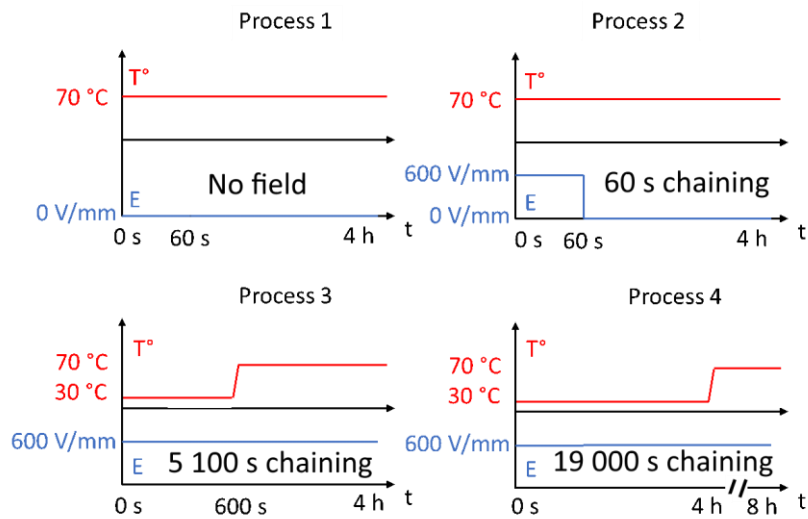 Process 1
T°
70 °C
No field
E
0 V/mm
0 s
60 s
4 h
t
Process 2
T°
70 °C
600 V/mm
60 s chaining
E
0 V/mm
0 s
60 s
4 h
t
Process 3
T°
70 °C
30 °C
600 V/mm
E
5 100 s chaining
0 s
600 s
4 h
t
Process 4
T°
70 °C
30 °C
600 V/mm
E
19 000 s chaining
0 s
4 h
//
8 h
t